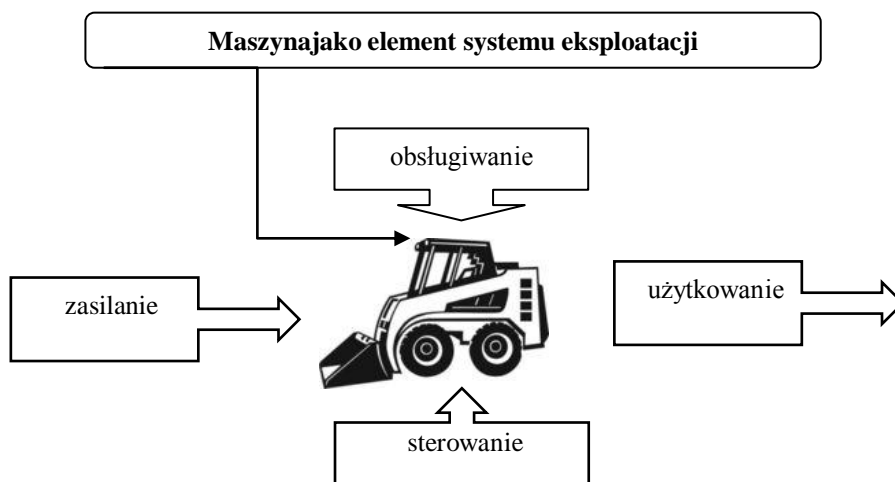 Maszynajako element systemu eksploatacji
obsługiwanie
zasilanie
użytkowanie
sterowanie